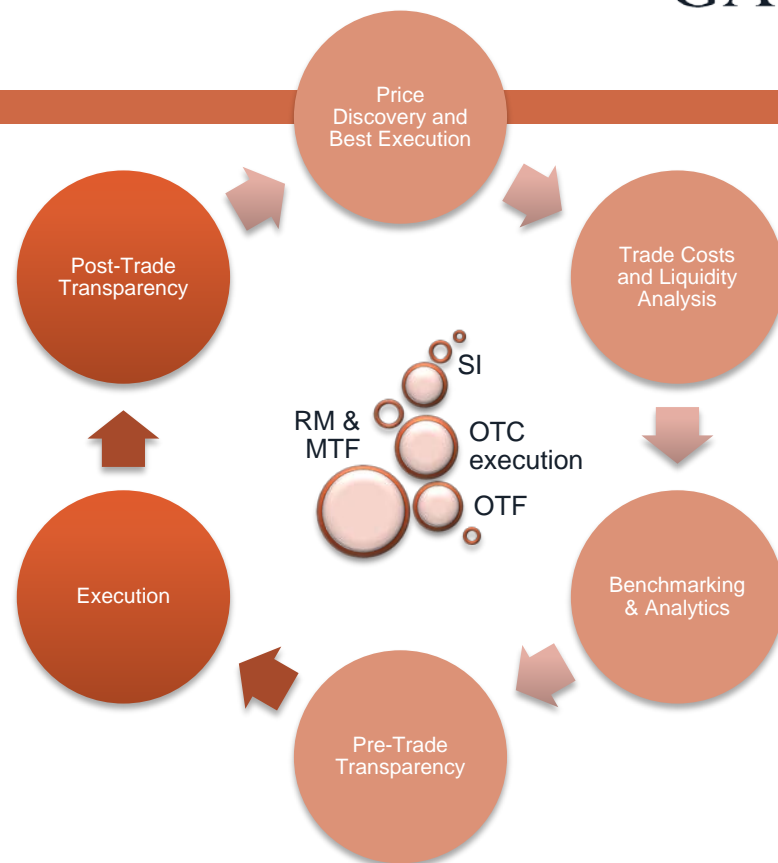 Price
Discovery and
Best Execution
Trade Costs
and Liquidity
Analysis
Post-Trade
Transparency
SI
RM &
MTF
OTC
execution
OTF
Benchmarking
& Analytics
Execution
Pre-Trade
Transparency